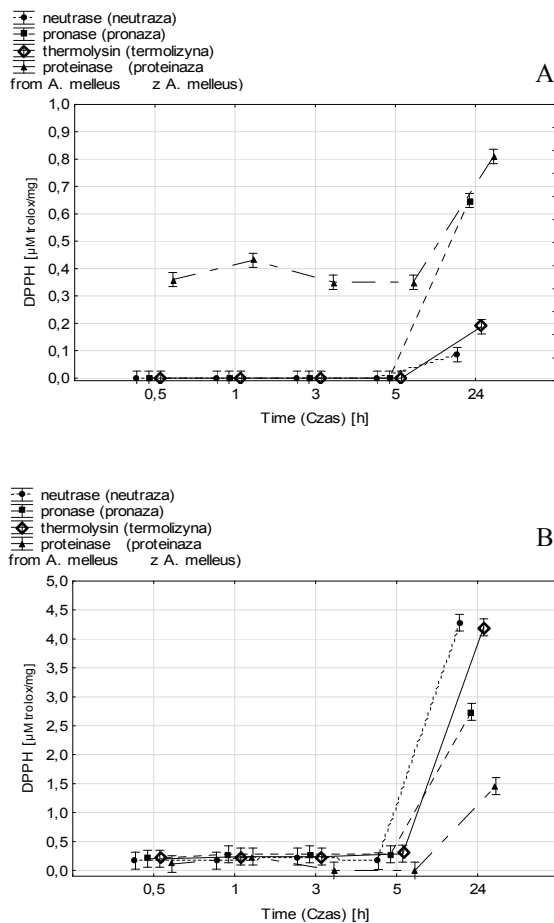 neutrase (neutraza)
pronase (pronaza)
thermolysin (termolizyna)
proteinase (proteinaza
from A. melleus z A. melleus)
A
1,0
0,9
0,8
0,7
0,6
0,5
0,4
0,3
0,2
0,1
0,0
DPPH [µM trolox/mg]
0,5 1 3 5 24
Time (Czas) [h]
neutrase (neutraza)
pronase (pronaza)
thermolysin (termolizyna)
proteinase (proteinaza
from A. melleus z A. melleus)
B
5,0
4,5
4,0
3,5
3,0
2,5
2,0
1,5
1,0
0,5
0,0
DPPH [µM trolox/mg]
0,5 1 3 5 24
Time (Czas) [h]